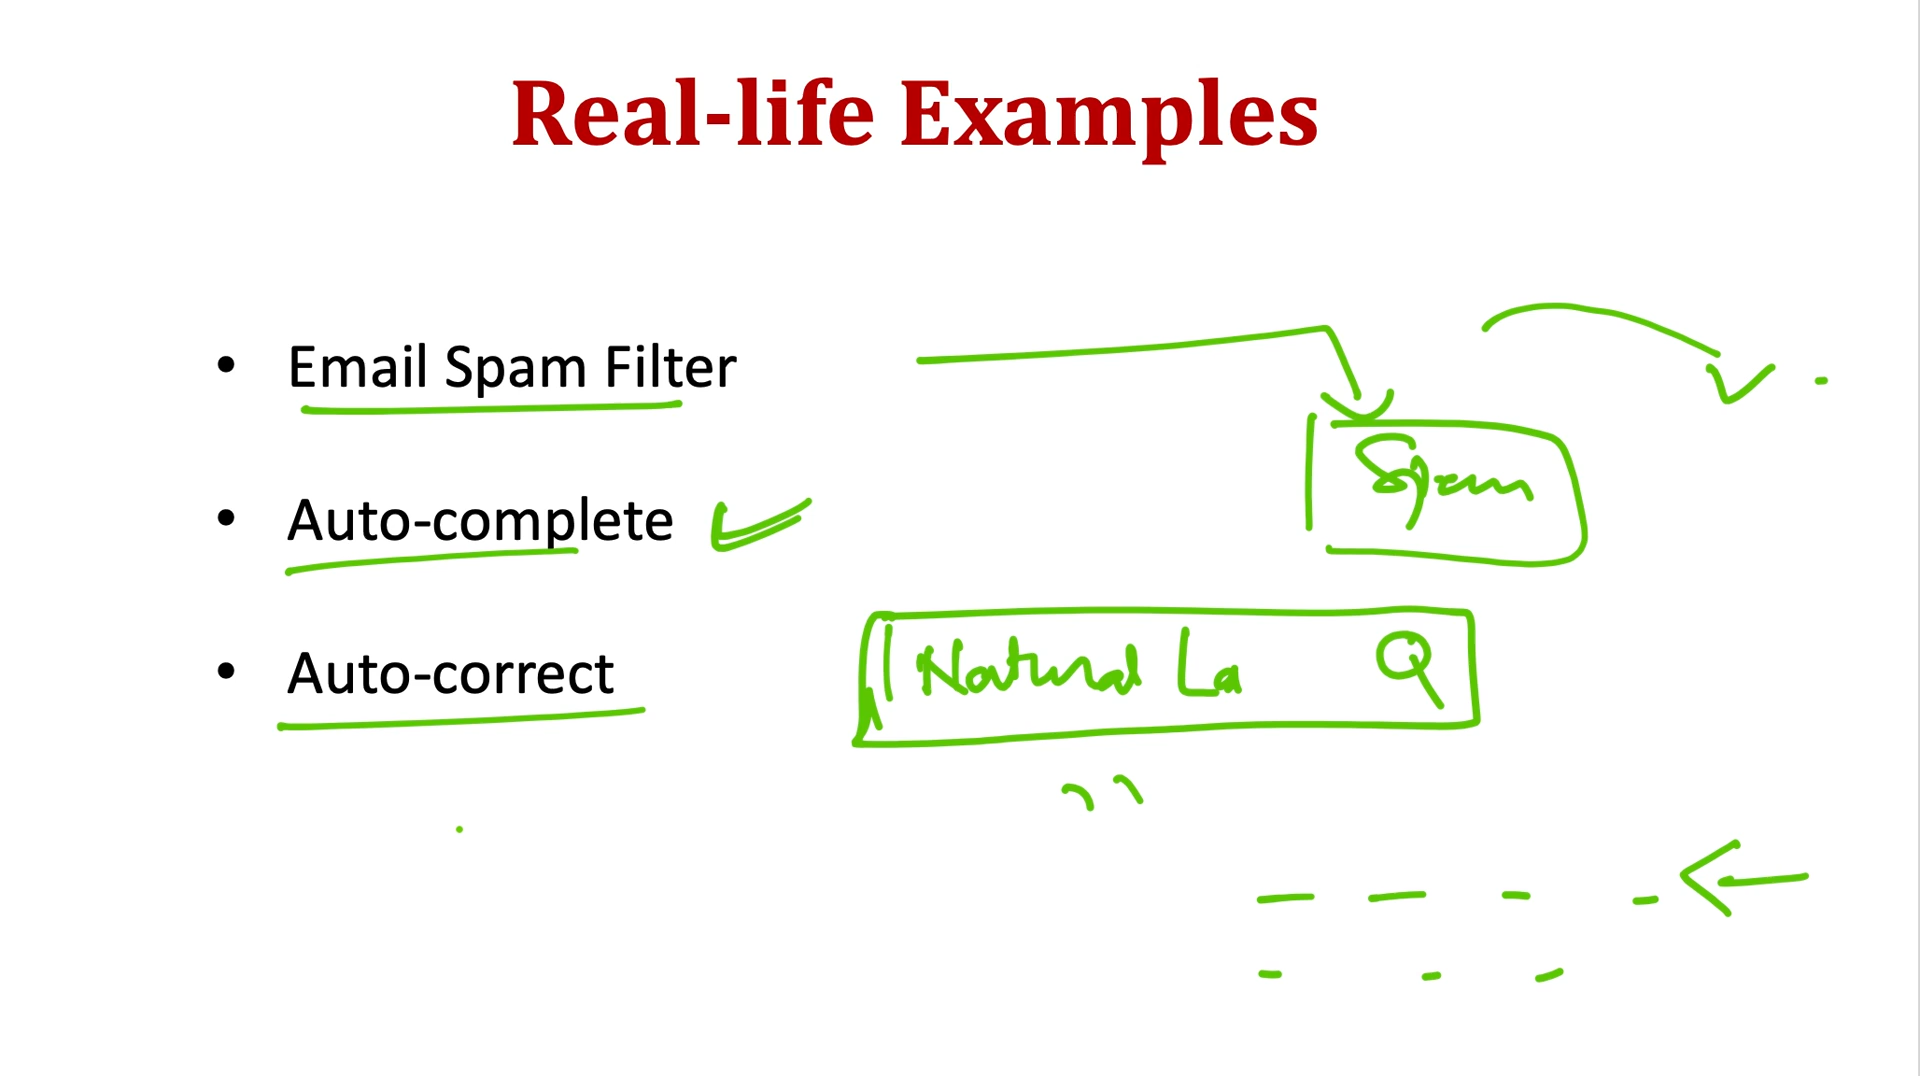 Real-life Examples
• Email Spam Filter
Spam
• Auto-complete
• Auto-correct
Natural La